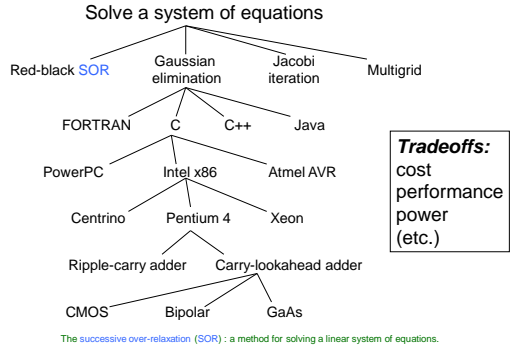 Solve a system of equations
Red-black SOR
Gaussian
elimination
Jacobi
iteration
Multigrid
FORTRAN
C
C++
Java
PowerPC
Intel x86
Atmel AVR
Tradeoffs:
cost
performance
power
(etc.)
Centrino
Pentium 4
Xeon
Ripple-carry adder
Carry-lookahead adder
CMOS
Bipolar
GaAs
The successive over-relaxation (SOR) : a method for solving a linear system of equations.